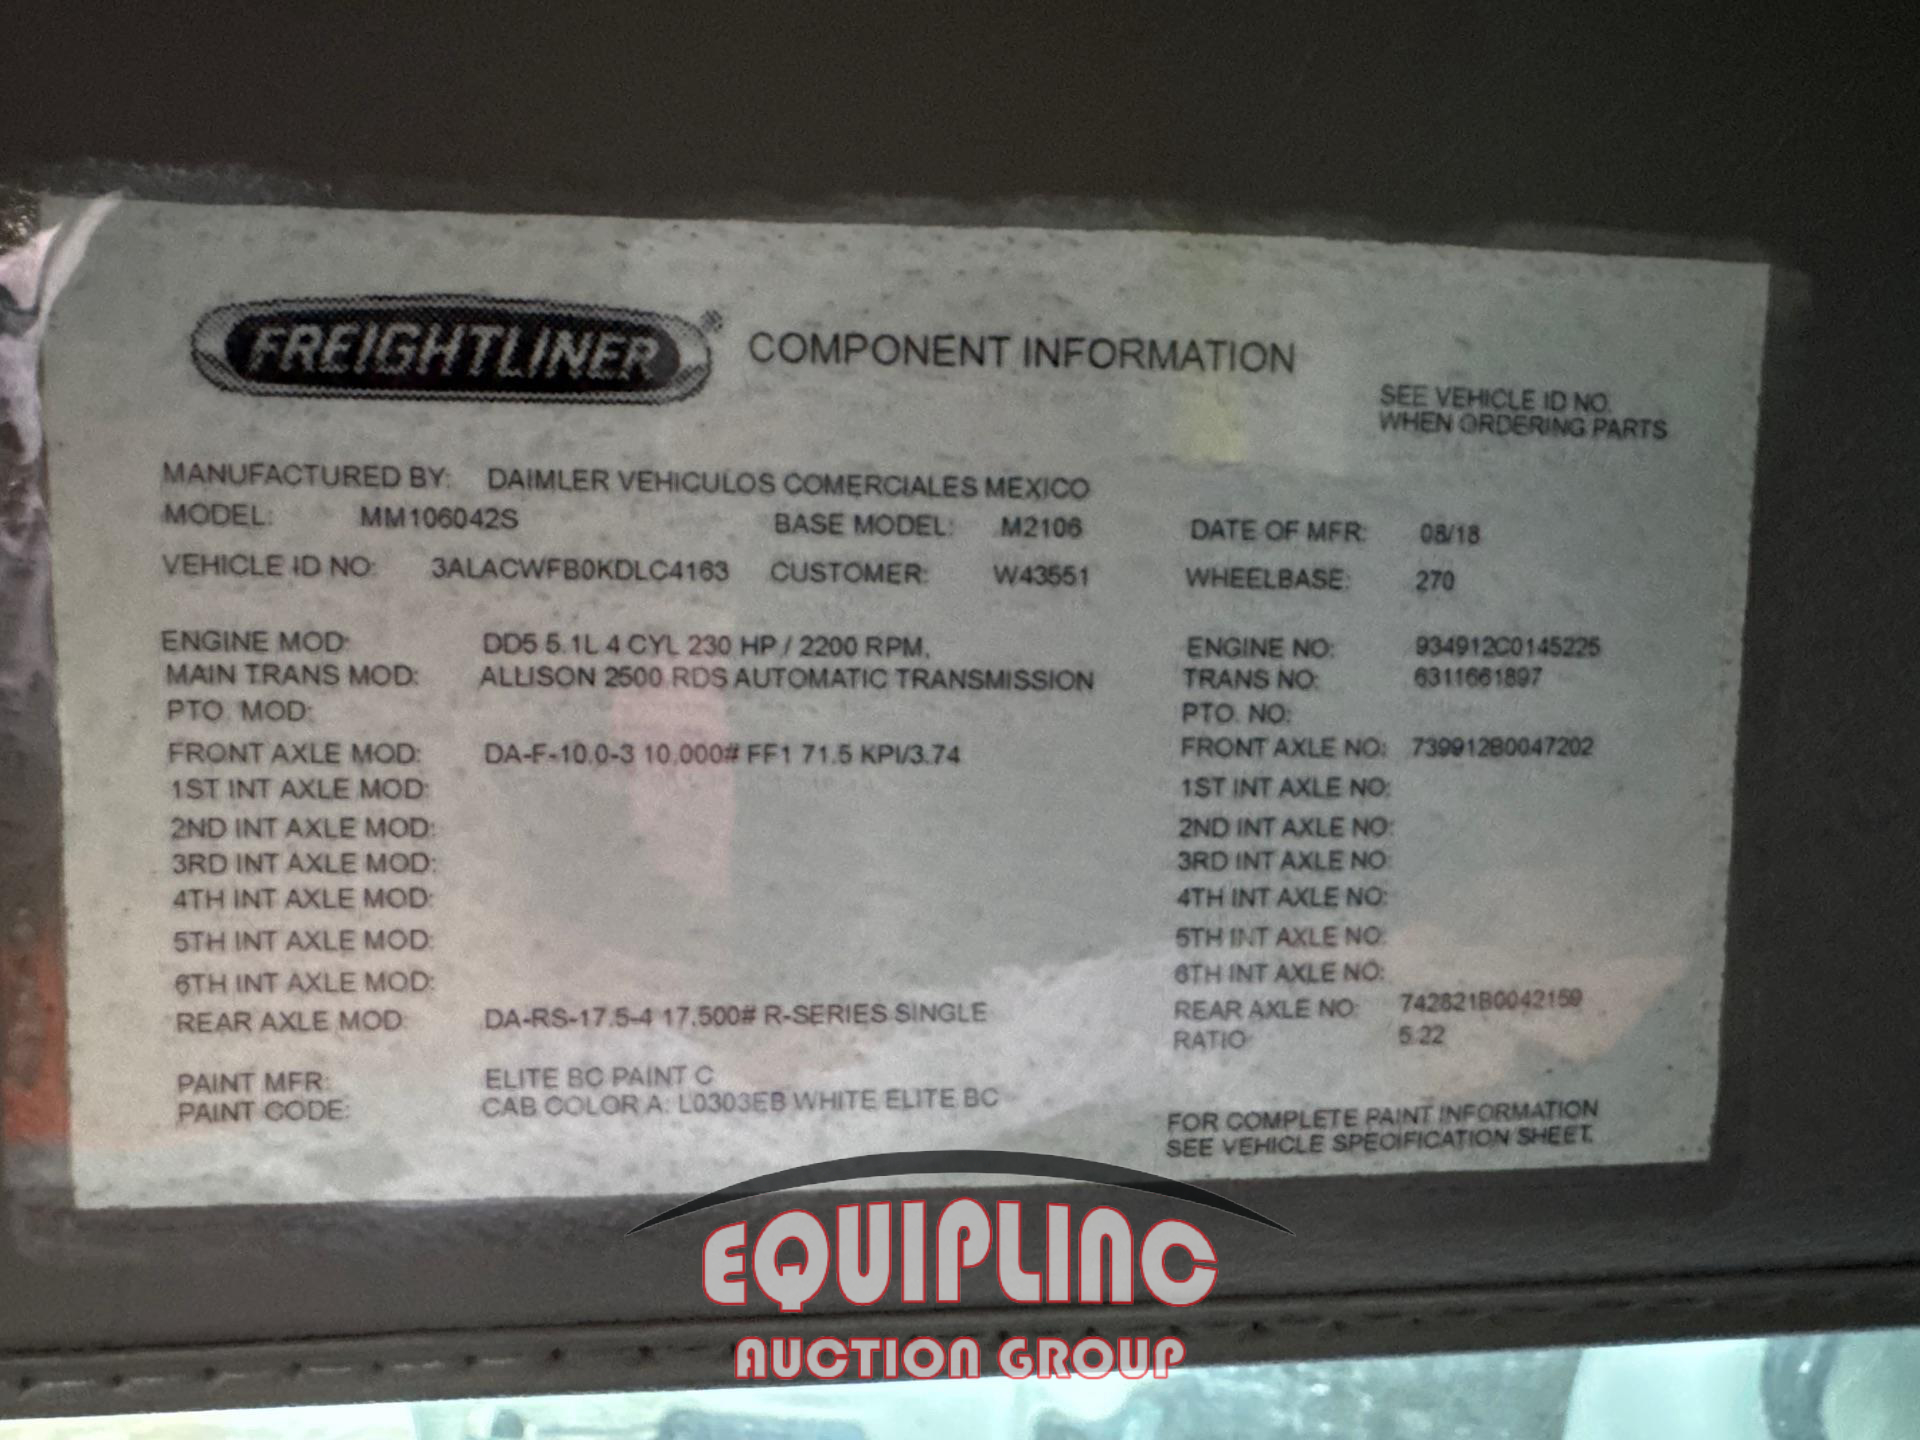 FREIGHTLINER® COMPONENT INFORMATION
SEE VEHICLE ID NO.
WHEN ORDERING PARTS
MANUFACTURED BY: DAIMLER VEHICULOS COMERCIALES MEXICO
MODEL: MM106042S BASE MODEL: M2106 DATE OF MFR: 08/18
VEHICLE ID NO: 3ALACWFB0KDLC4163 CUSTOMER: W43551 WHEELBASE: 270
ENGINE MOD: DD5 5.1L 4 CYL 230 HP / 2200 RPM, ENGINE NO: 934912C0145225
MAIN TRANS MOD: ALLISON 2500 RDS AUTOMATIC TRANSMISSION TRANS NO: 6311661897
PTO. MOD: PTO. NO:
FRONT AXLE MOD: DA-F-10.0-3 10,000# FF1 71.5 KPI/3.74 FRONT AXLE NO: 739912B0047202
1ST INT AXLE MOD: 1ST INT AXLE NO:
2ND INT AXLE MOD: 2ND INT AXLE NO:
3RD INT AXLE MOD: 3RD INT AXLE NO:
4TH INT AXLE MOD: 4TH INT AXLE NO:
5TH INT AXLE MOD: 5TH INT AXLE NO:
6TH INT AXLE MOD: 6TH INT AXLE NO:
REAR AXLE MOD: DA-RS-17.5-4 17,500# R-SERIES SINGLE REAR AXLE NO: 742821B0042159
RATIO: 5.22
PAINT MFR: ELITE BC PAINT C
PAINT CODE: CAB COLOR A: L0303EB WHITE ELITE BC
FOR COMPLETE PAINT INFORMATION
SEE VEHICLE SPECIFICATION SHEET.
EQUIPLINC
AUCTION GROUP